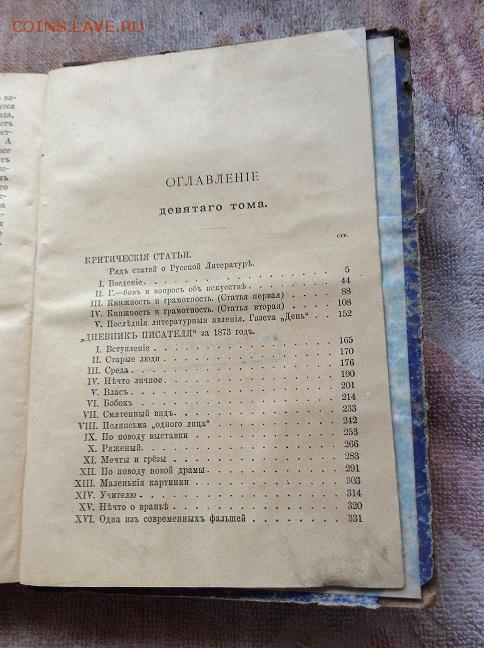 COINS.LAVE.RU
ОГЛАВЛЕНІЕ
девятаго тома.
СТР.
КРИТИЧЕСКІЯ СТАТЬИ.
Рядъ статей о Русской Литературѣ.
I. Введеніе . . . 5
II. Г.—бовъ и вопросъ объ искусствѣ . . . 44
III. Книжность и грамотность. (Статья первая) . . . 88
IV. Книжность и грамотность. (Статья вторая) . . . 108
V. Послѣднія литературныя явленія. Газета „День“ . . . 152
„ДНЕВНИКЪ ПИСАТЕЛЯ“ за 1873 годъ.
I. Вступленіе . . . 165
II. Старые люди . . . 170
III. Среда . . . 176
IV. Нѣчто личное . . . 190
V. Власъ . . . 201
VI. Бобокъ . . . 214
VII. Смятенный видъ . . . 233
VIII. Полписьма „одного лица“ . . . 242
IX. По поводу выставки . . . 253
X. Ряженый . . . 266
XI. Мечты и грёзы . . . 283
XII. По поводу новой драмы . . . 291
XIII. Маленькія картинки . . . 303
XIV. Учителю . . . 314
XV. Нѣчто о враньѣ . . . 320
XVI. Одна изъ современныхъ фальшей . . . 331